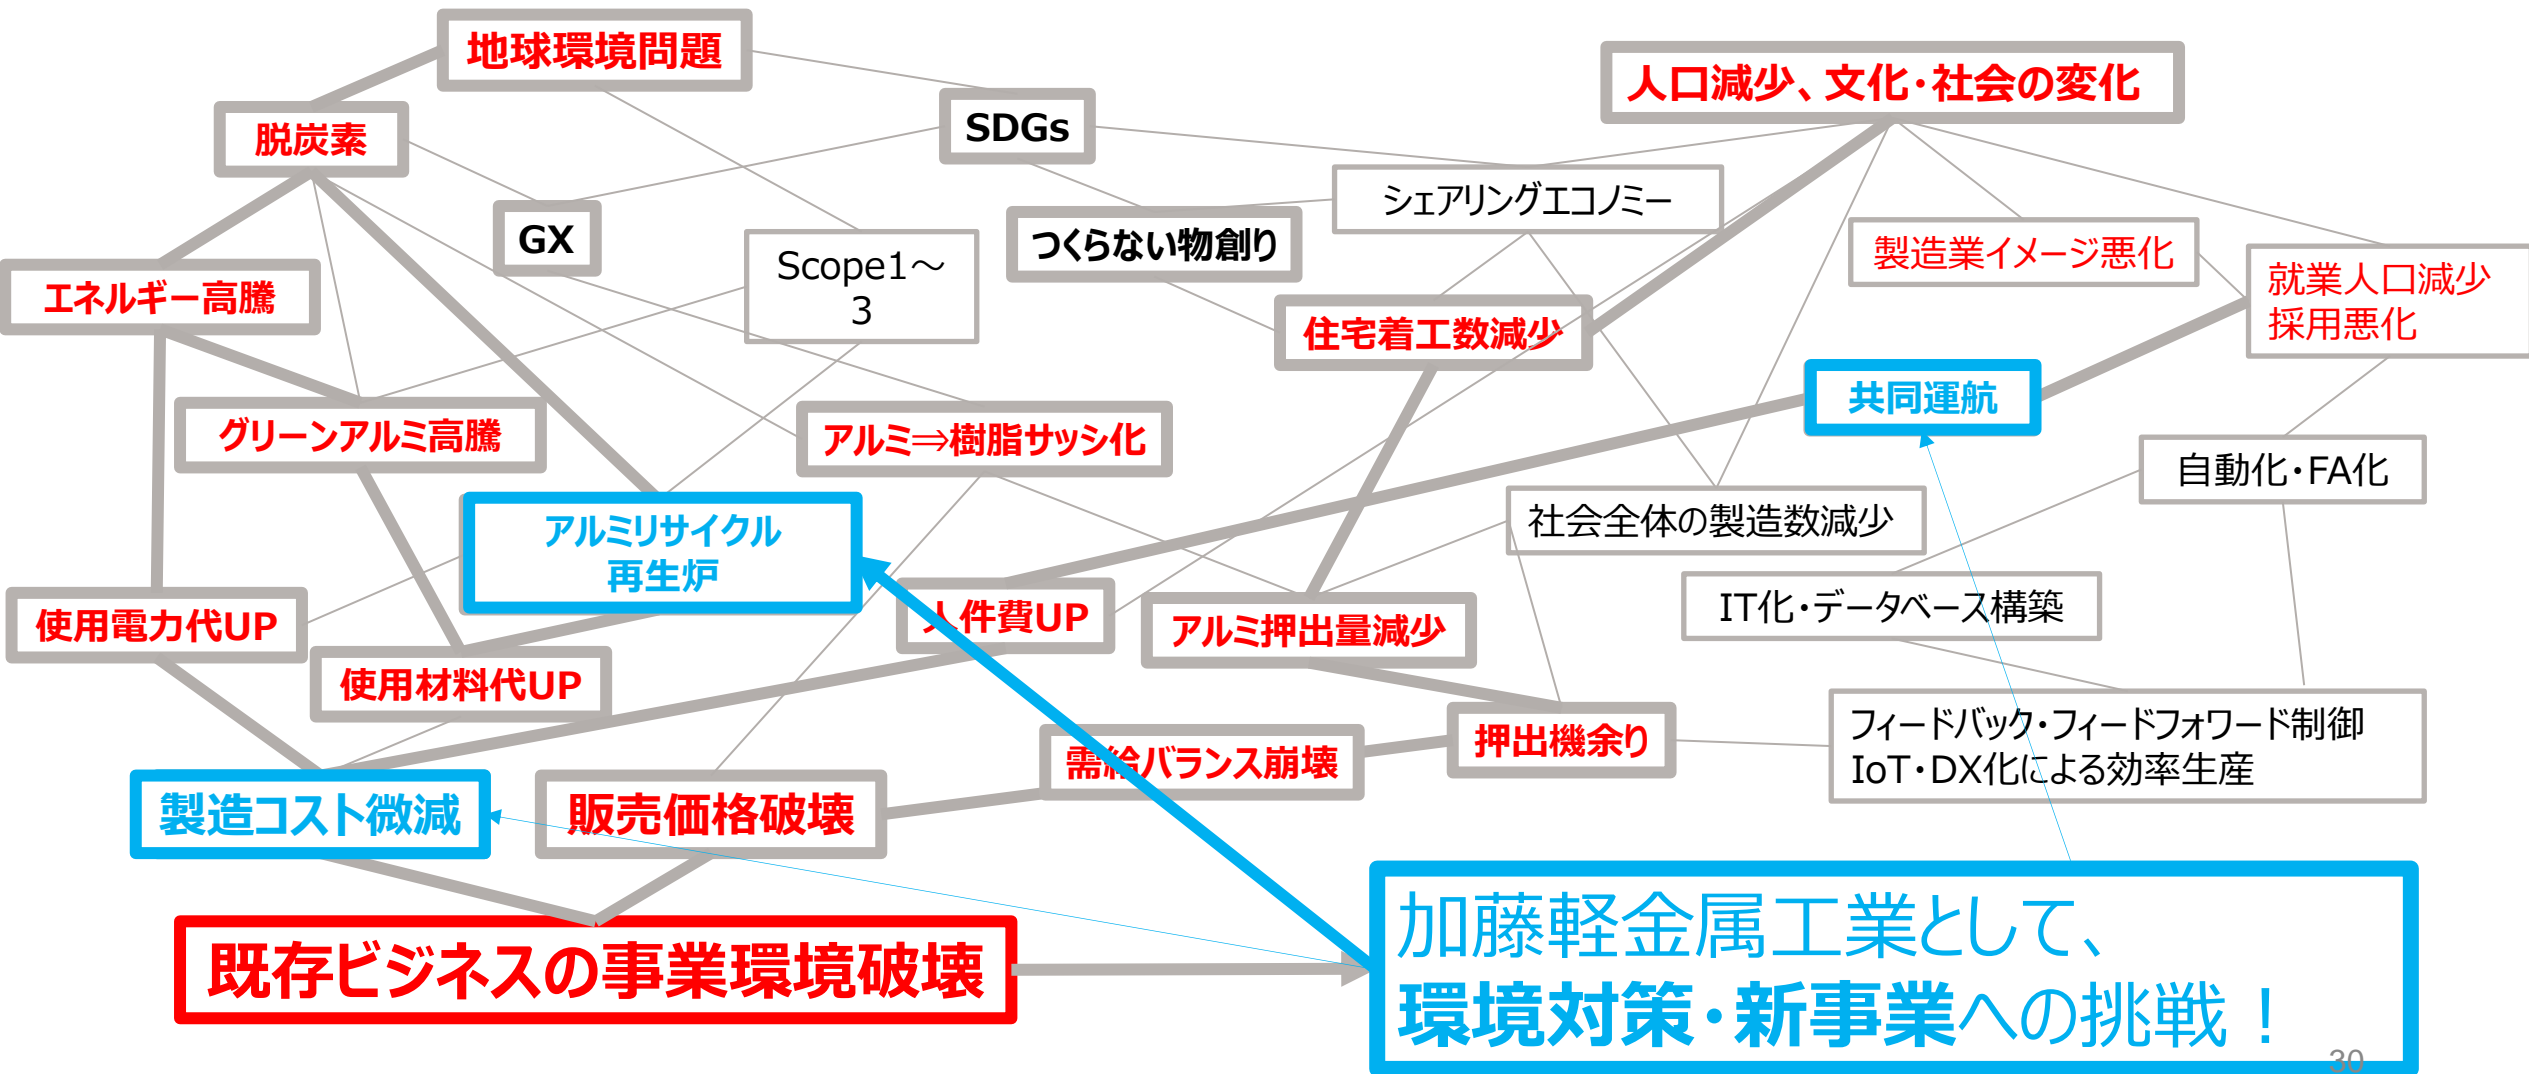 地球環境問題
人口減少、文化・社会の変化
脱炭素
SDGs
シェアリングエコノミー
GX
つくらない物創り
製造業イメージ悪化
Scope1～
3
就業人口減少
採用悪化
エネルギー高騰
住宅着工数減少
共同運航
グリーンアルミ高騰
アルミ⇒樹脂サッシ化
自動化・FA化
社会全体の製造数減少
アルミリサイクル
再生炉
IT化・データベース構築
使用電力代UP
人件費UP
アルミ押出量減少
使用材料代UP
フィードバック・フィードフォワード制御
IoT・DX化による効率生産
押出機余り
需給バランス崩壊
製造コスト微減
販売価格破壊
既存ビジネスの事業環境破壊
加藤軽金属工業として、
環境対策・新事業への挑戦！
30